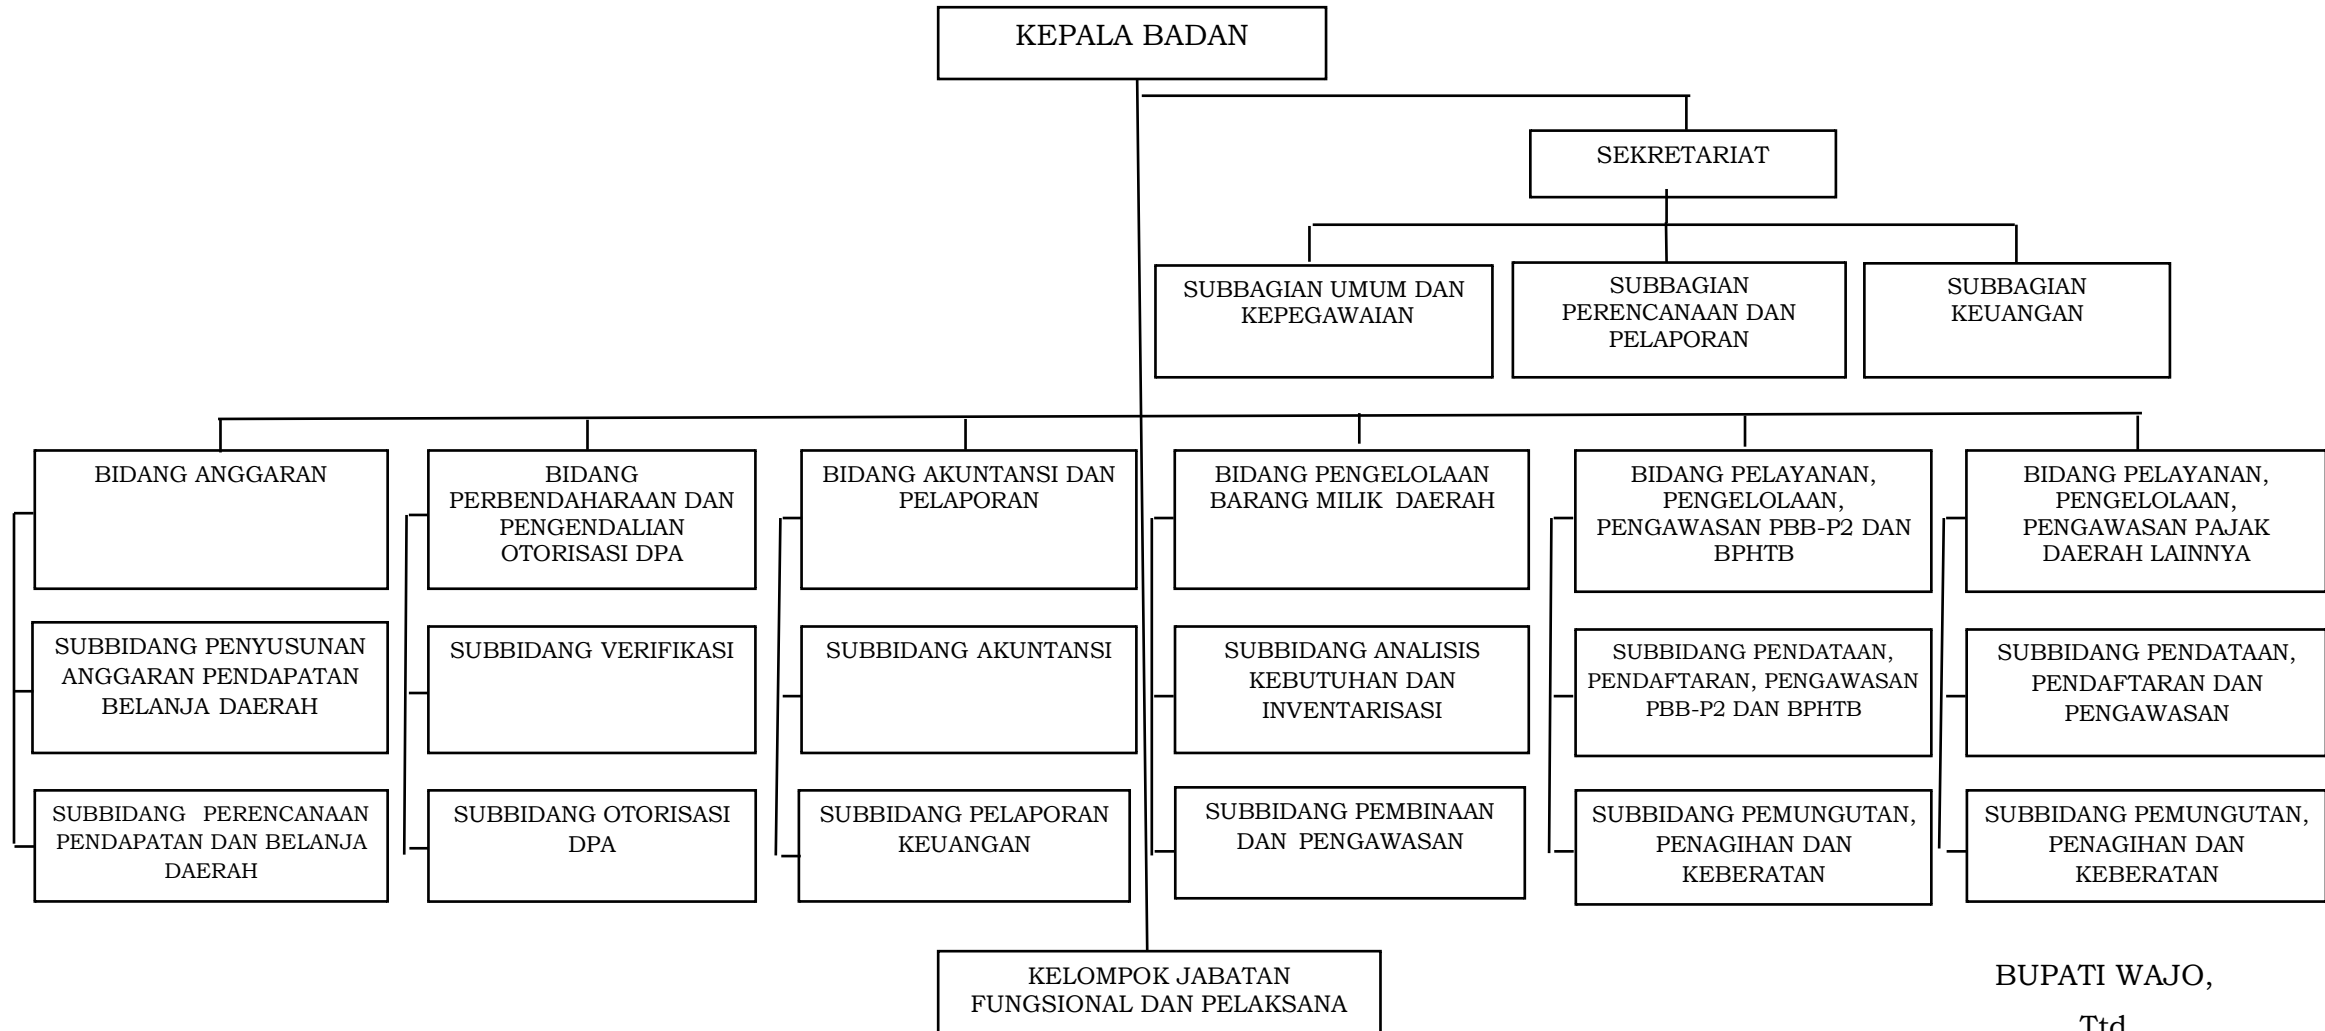 KEPALA BADAN
SEKRETARIAT
SUBBAGIAN UMUM DAN
KEPEGAWAIAN
SUBBAGIAN
PERENCANAAN DAN
PELAPORAN
SUBBAGIAN
KEUANGAN
BIDANG ANGGARAN
BIDANG
PERBENDAHARAAN DAN
PENGENDALIAN
OTORISASI DPA
BIDANG AKUNTANSI DAN
PELAPORAN
BIDANG PENGELOLAAN
BARANG MILIK DAERAH
BIDANG PELAYANAN,
PENGELOLAAN,
PENGAWASAN PBB-P2 DAN
BPHTB
BIDANG PELAYANAN,
PENGELOLAAN,
PENGAWASAN PAJAK
DAERAH LAINNYA
SUBBIDANG PENYUSUNAN
ANGGARAN PENDAPATAN
BELANJA DAERAH
SUBBIDANG VERIFIKASI
SUBBIDANG AKUNTANSI
SUBBIDANG ANALISIS
KEBUTUHAN DAN
INVENTARISASI
SUBBIDANG PENDATAAN,
PENDAFTARAN, PENGAWASAN
PBB-P2 DAN BPHTB
SUBBIDANG PENDATAAN,
PENDAFTARAN DAN
PENGAWASAN
SUBBIDANG PERENCANAAN
PENDAPATAN DAN BELANJA
DAERAH
SUBBIDANG OTORISASI
DPA
SUBBIDANG PELAPORAN
KEUANGAN
SUBBIDANG PEMBINAAN
DAN PENGAWASAN
SUBBIDANG PEMUNGUTAN,
PENAGIHAN DAN
KEBERATAN
SUBBIDANG PEMUNGUTAN,
PENAGIHAN DAN
KEBERATAN
KELOMPOK JABATAN
FUNGSIONAL DAN PELAKSANA
BUPATI WAJO,
Ttd